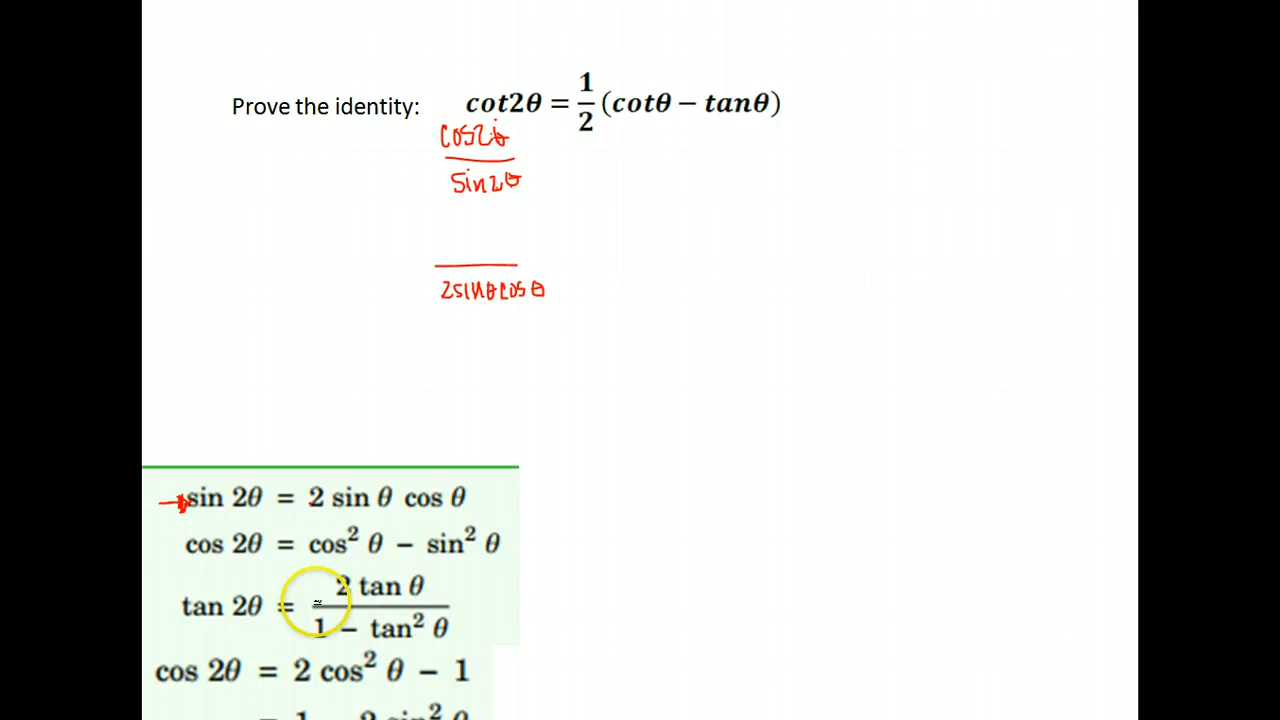 Prove the identity: cot2θ = 1/2 (cotθ − tanθ)
cos2θ
sin2θ
2sinθcosθ
sin 2θ = 2 sin θ cos θ
cos 2θ = cos² θ − sin² θ
tan 2θ = 2 tan θ / 1 − tan² θ
cos 2θ = 2 cos² θ − 1